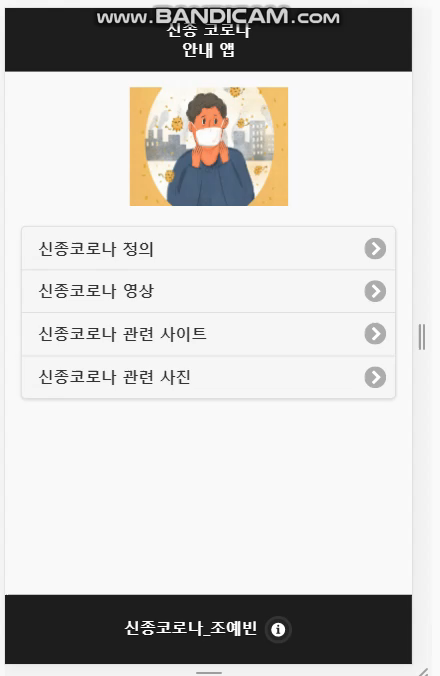 www.BANDICAM.com
신종 코로나
안내 앱
신종코로나 정의
신종코로나 영상
신종코로나 관련 사이트
신종코로나 관련 사진
신종코로나_조예빈